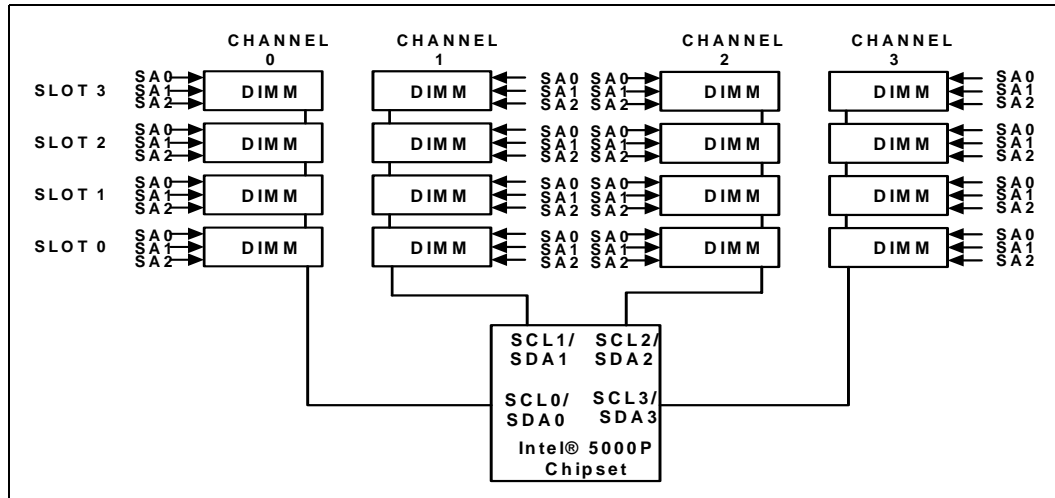 CHANNEL CHANNEL CHANNEL CHANNEL
0 1 2 3
SA0 SA0 SA0 SA0
SLOT 3 SA1 DIMM DIMM SA1 SA1 DIMM DIMM SA1
SA2 SA2 SA2 SA2
SA0 SA0 SA0 SA0
SLOT 2 SA1 DIMM DIMM SA1 SA1 DIMM DIMM SA1
SA2 SA2 SA2 SA2
SA0 SA0 SA0 SA0
SLOT 1 SA1 DIMM DIMM SA1 SA1 DIMM DIMM SA1
SA2 SA2 SA2 SA2
SA0 SA0 SA0 SA0
SLOT 0 SA1 DIMM DIMM SA1 SA1 DIMM DIMM SA1
SA2 SA2 SA2 SA2
SCL1/ SCL2/
SDA1 SDA2
SCL0/ SCL3/
SDA0 SDA3
Intel® 5000P
Chipset